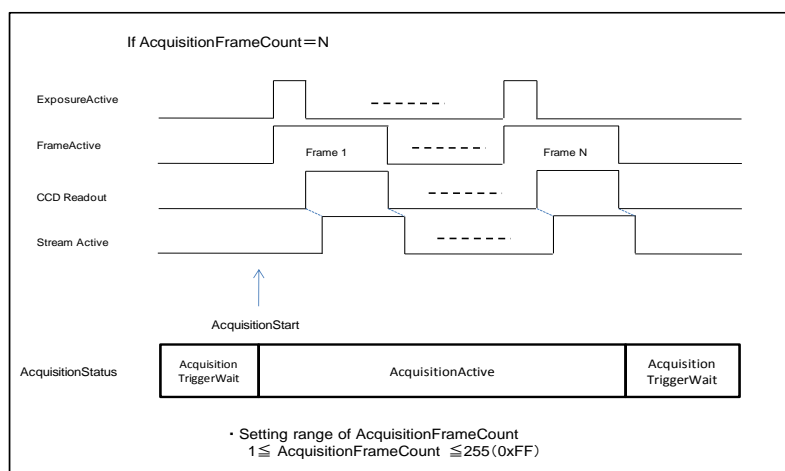 If AcquisitionFrameCount＝N
ExposureActive
FrameActive
Frame 1
Frame N
CCD Readout
Stream Active
AcquisitionStart
AcquisitionStatus
Acquisition
TriggerWait
AcquisitionActive
Acquisition
TriggerWait
・Setting range of AcquisitionFrameCount
1≦ AcquisitionFrameCount ≦255(0xFF)